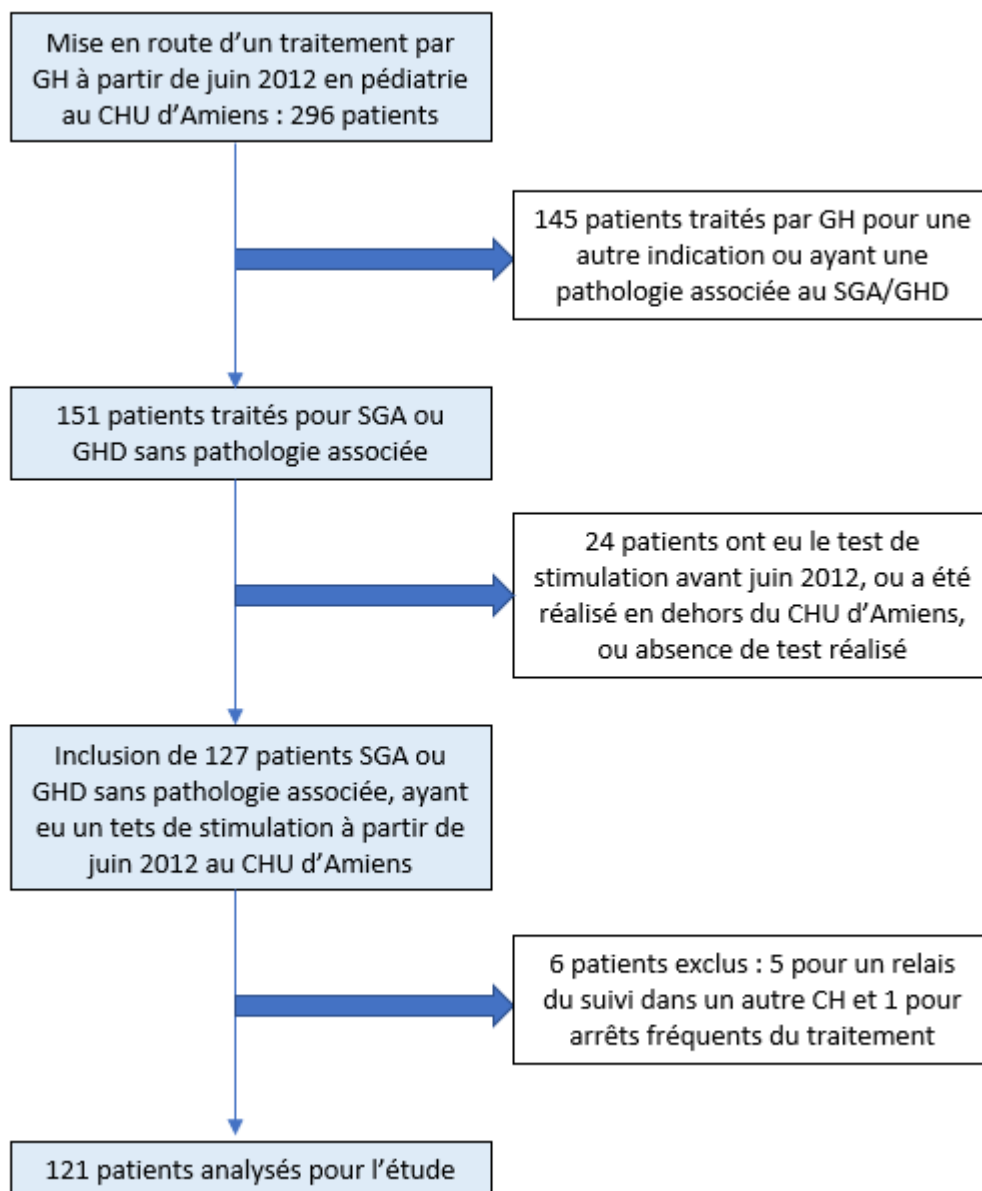 Mise en route d’un traitement par
GH à partir de juin 2012 en pédiatrie
au CHU d’Amiens : 296 patients
145 patients traités par GH pour une
autre indication ou ayant une
pathologie associée au SGA/GHD
151 patients traités pour SGA ou
GHD sans pathologie associée
24 patients ont eu le test de
stimulation avant juin 2012, ou a été
réalisé en dehors du CHU d’Amiens,
ou absence de test réalisé
Inclusion de 127 patients SGA ou
GHD sans pathologie associée, ayant
eu un tets de stimulation à partir de
juin 2012 au CHU d’Amiens
6 patients exclus : 5 pour un relais
du suivi dans un autre CH et 1 pour
arrêts fréquents du traitement
121 patients analysés pour l’étude